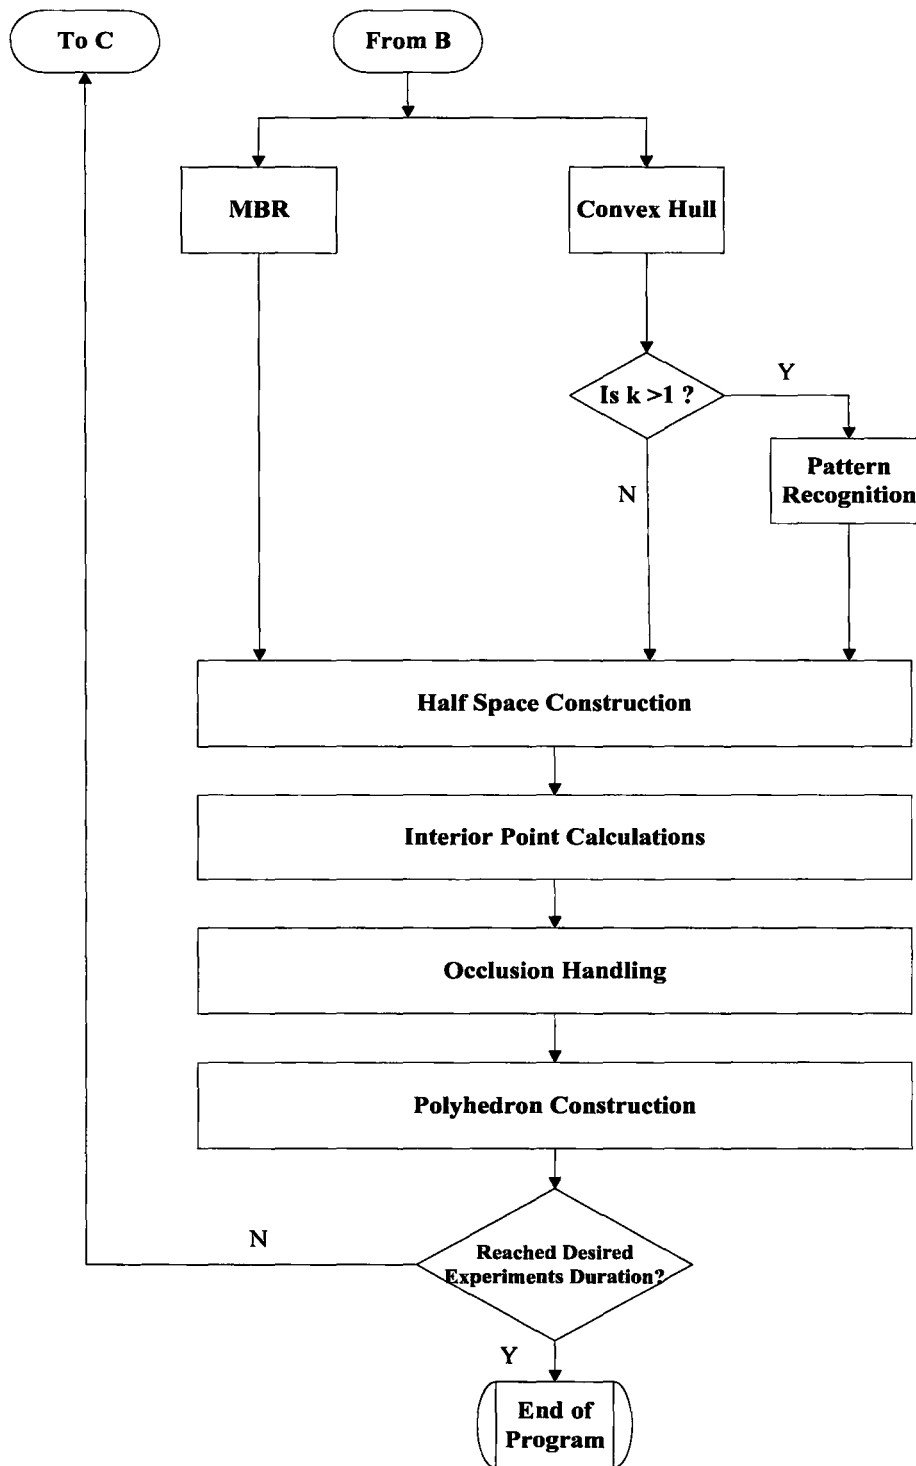 To C
From B
MBR
Convex Hull
Is k >1 ?
Y
Pattern
Recognition
N
Half Space Construction
Interior Point Calculations
Occlusion Handling
Polyhedron Construction
N
Reached Desired
Experiments Duration?
Y
End of
Program